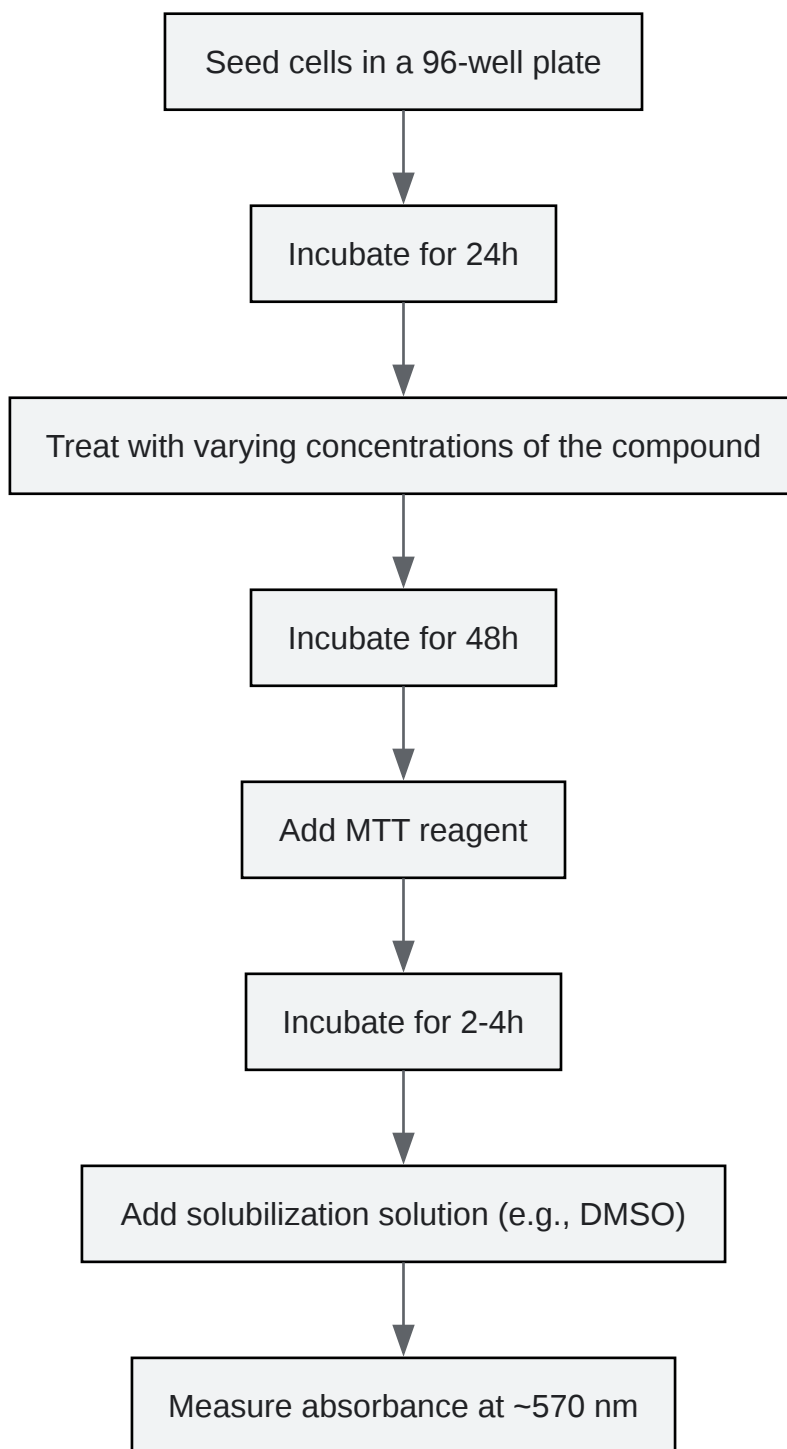 Seed cells in a 96-well plate
Incubate for 24h
Treat with varying concentrations of the compound
Incubate for 48h
Add MTT reagent
Incubate for 2-4h
Add solubilization solution (e.g., DMSO)
Measure absorbance at ~570 nm